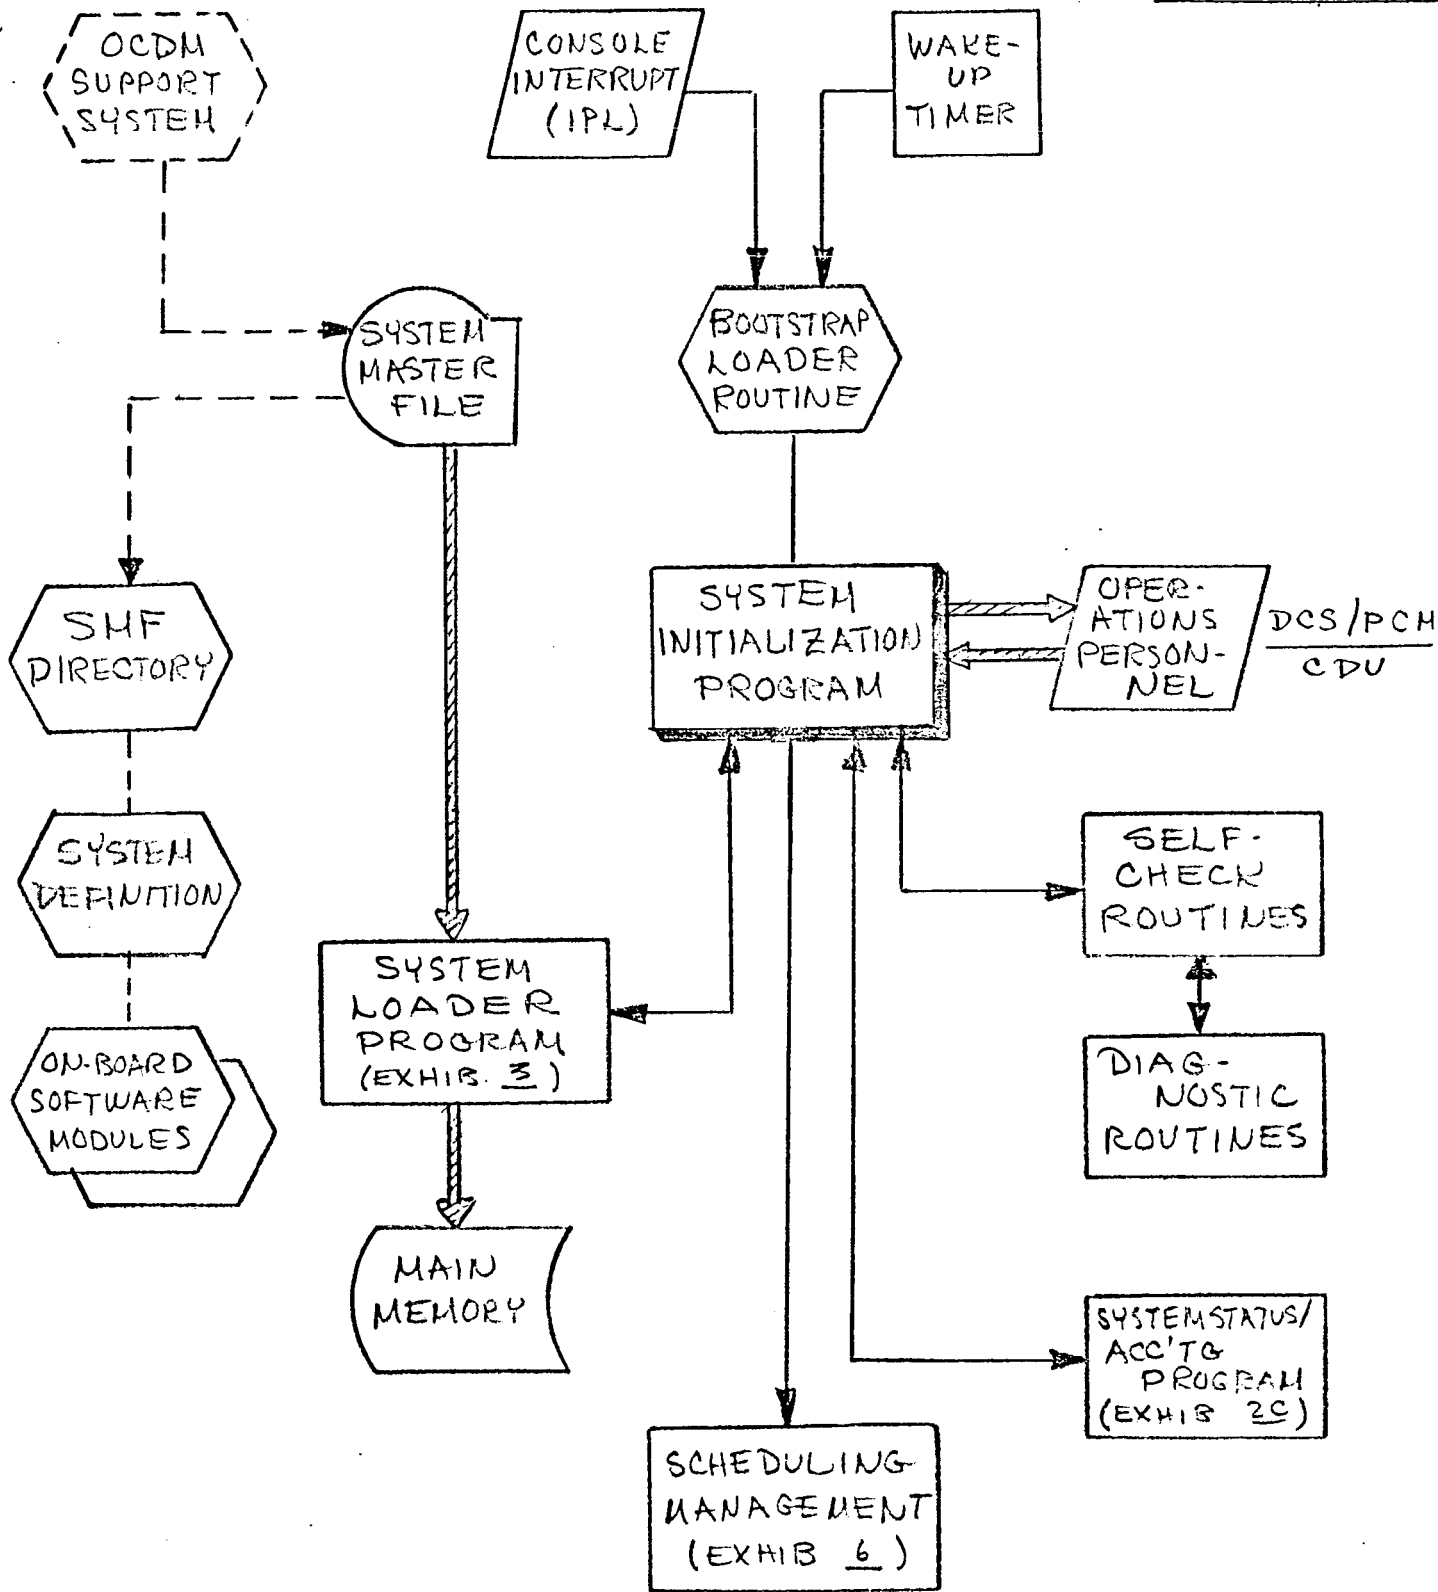 OCDM
SUPPORT
SYSTEM
CONSOLE
INTERRUPT
(IPL)
WAKE-
UP
TIMER
SYSTEM
MASTER
FILE
BOOTSTRAP
LOADER
ROUTINE
SMF
DIRECTORY
SYSTEM
INITIALIZATION
PROGRAM
OPER-
ATIONS
PERSON-
NEL
DCS/PCM
CDU
SYSTEM
DEFINITION
SELF-
CHECK
ROUTINES
SYSTEM
LOADER
PROGRAM
(EXHIB. 3)
ON-BOARD
SOFTWARE
MODULES
DIAG-
NOSTIC
ROUTINES
MAIN
MEMORY
SYSTEM STATUS/
ACC'TG
PROGRAM
(EXHIB 2C)
SCHEDULING
MANAGEMENT
(EXHIB 6)